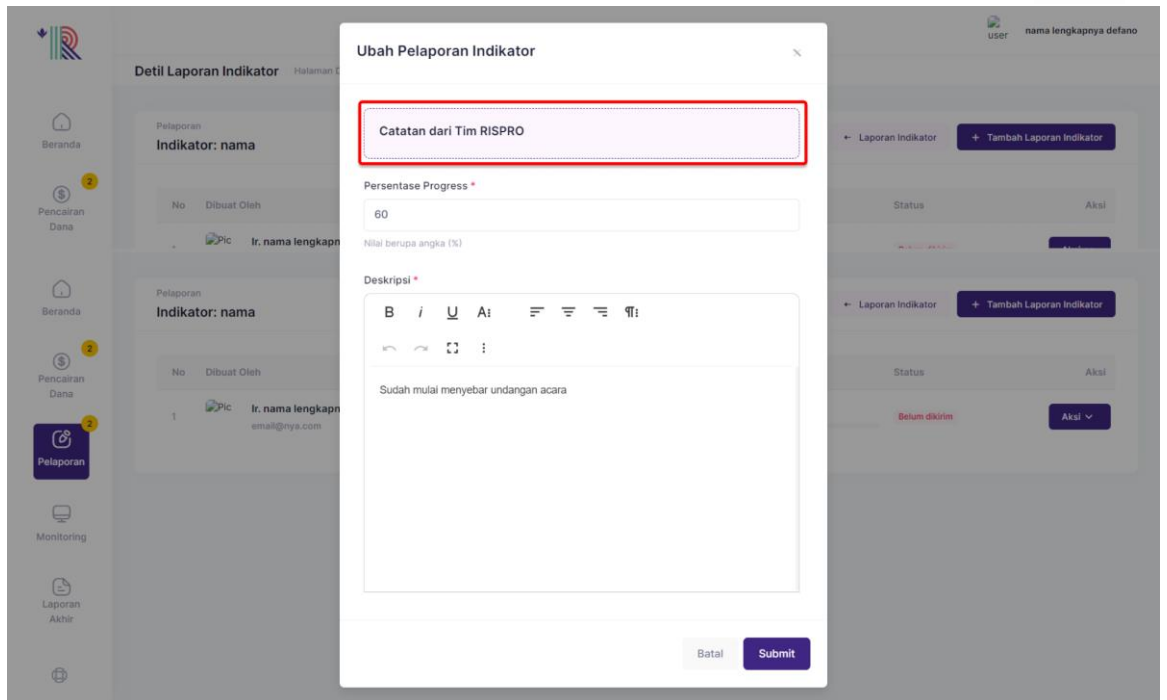 user
nama lengkapnya defano
Ubah Pelaporan Indikator
Detil Laporan Indikator Halaman
Catatan dari Tim RISPRO
Beranda
Pelaporan
Indikator: nama
← Laporan Indikator
+ Tambah Laporan Indikator
Persentase Progress *
2
Pencairan
Dana
No Dibuat Oleh
60
Status
Aksi
Pic
Ir. nama lengkapn
Nilai berupa angka (%)
Deskripsi *
Beranda
Pelaporan
Indikator: nama
B i U A
← Laporan Indikator
+ Tambah Laporan Indikator
2
Pencairan
Dana
No Dibuat Oleh
Status
Aksi
Sudah mulai menyebar undangan acara
1
Pic
Ir. nama lengkapn
email@nya.com
Belum dikirim
Aksi
2
Pelaporan
Monitoring
Laporan
Akhir
Batal
Submit